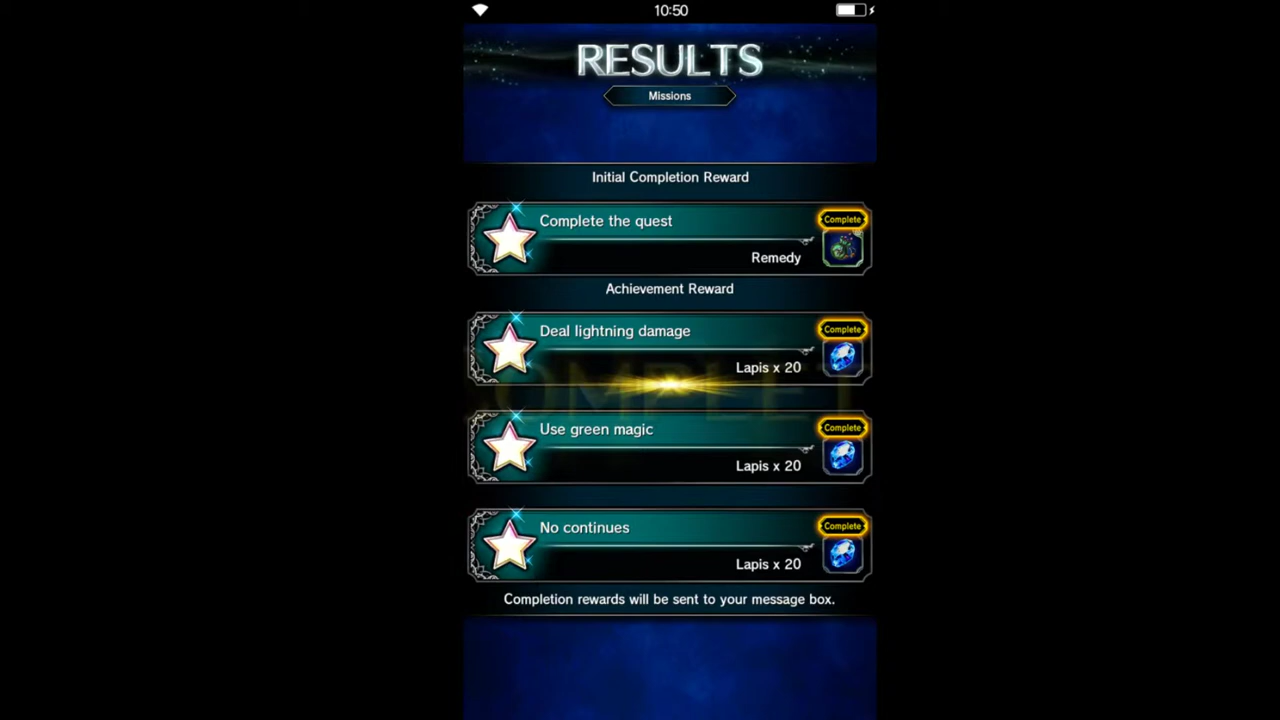 10:50
RESULTS
Missions
Initial Completion Reward
Complete the quest
Complete
Remedy
Achievement Reward
Deal lightning damage
Complete
Lapis x 20
COMPLET
Use green magic
Complete
Lapis x 20
No continues
Complete
Lapis x 20
Completion rewards will be sent to your message box.